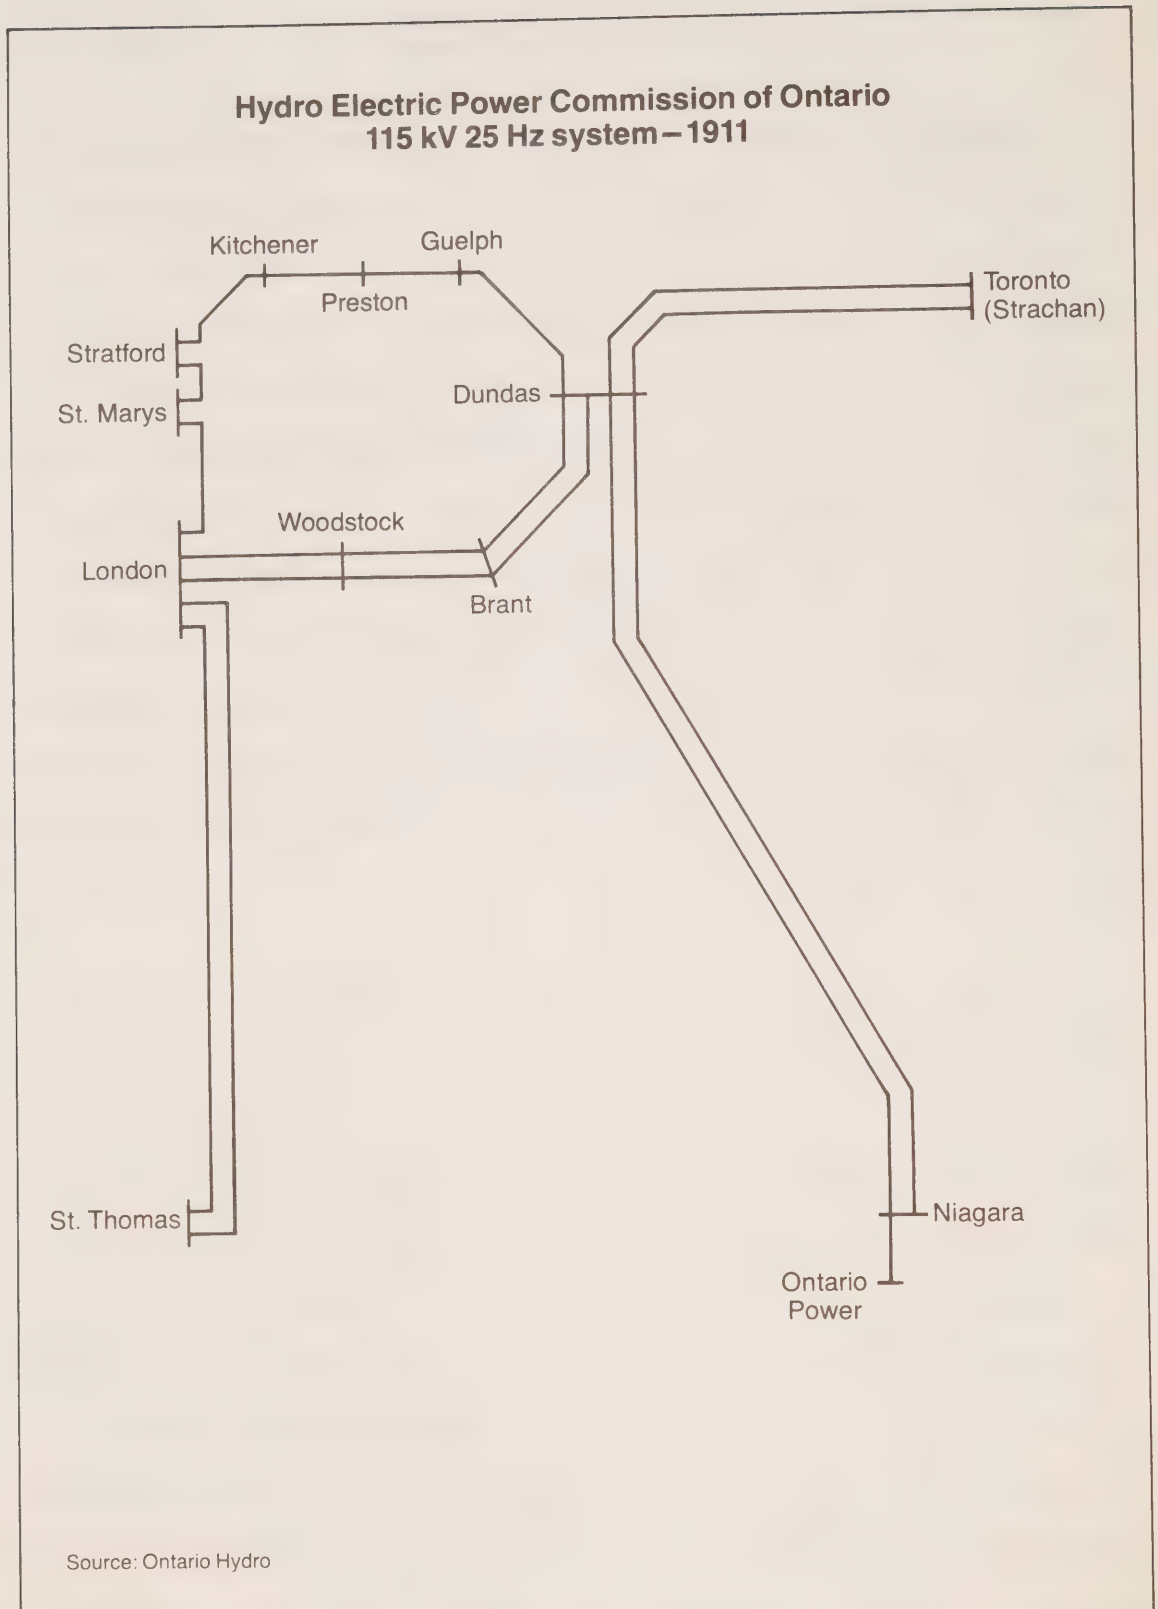 Hydro Electric Power Commission of Ontario
115 kV 25 Hz system—1911
Kitchener
Guelph
Preston
Toronto
(Strachan)
Stratford
Dundas
St. Marys
Woodstock
London
Brant
St. Thomas
Niagara
Ontario
Power
Source: Ontario Hydro